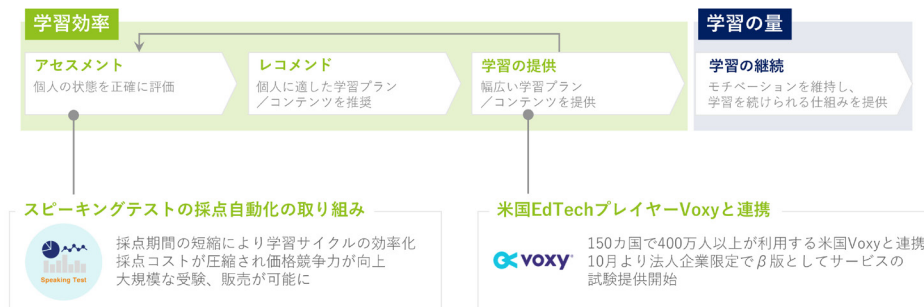 学習効率
学習の量
アセスメント
個人の状態を正確に評価
レコメンド
個人に適した学習プラン
／コンテンツを推奨
学習の提供
幅広い学習プラン
／コンテンツを提供
学習の継続
モチベーションを維持し、
学習を続けられる仕組みを提供
スピーキングテストの採点自動化の取り組み
Speaking Test
採点期間の短縮により学習サイクルの効率化
採点コストが圧縮され価格競争力が向上
大規模な受験、販売が可能に
米国EdTechプレイヤーVoxyと連携
voxy
150カ国で400万人以上が利用する米国Voxyと連携
10月より法人企業限定でβ版としてサービスの
試験提供開始